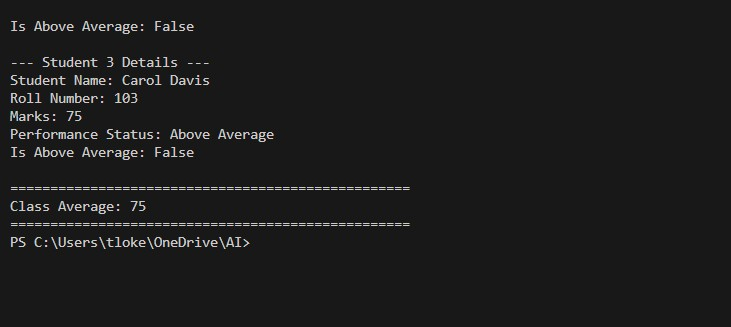 Is Above Average: False
--- Student 3 Details ---
Student Name: Carol Davis
Roll Number: 103
Marks: 75
Performance Status: Above Average
Is Above Average: False
==================================================
Class Average: 75
==================================================
PS C:\Users\tloke\OneDrive\AI>